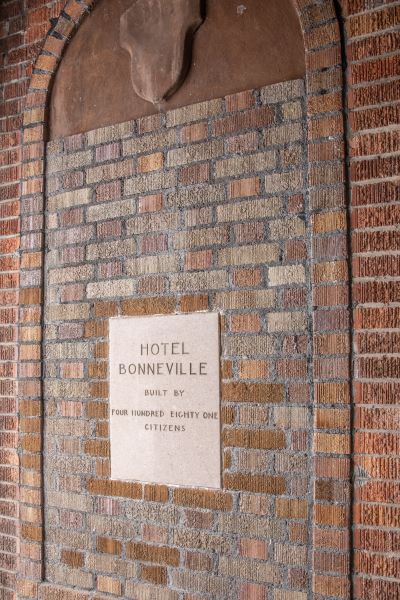 HOTEL
BONNEVILLE
BUILT BY
FOUR HUNDRED EIGHTY ONE
CITIZENS